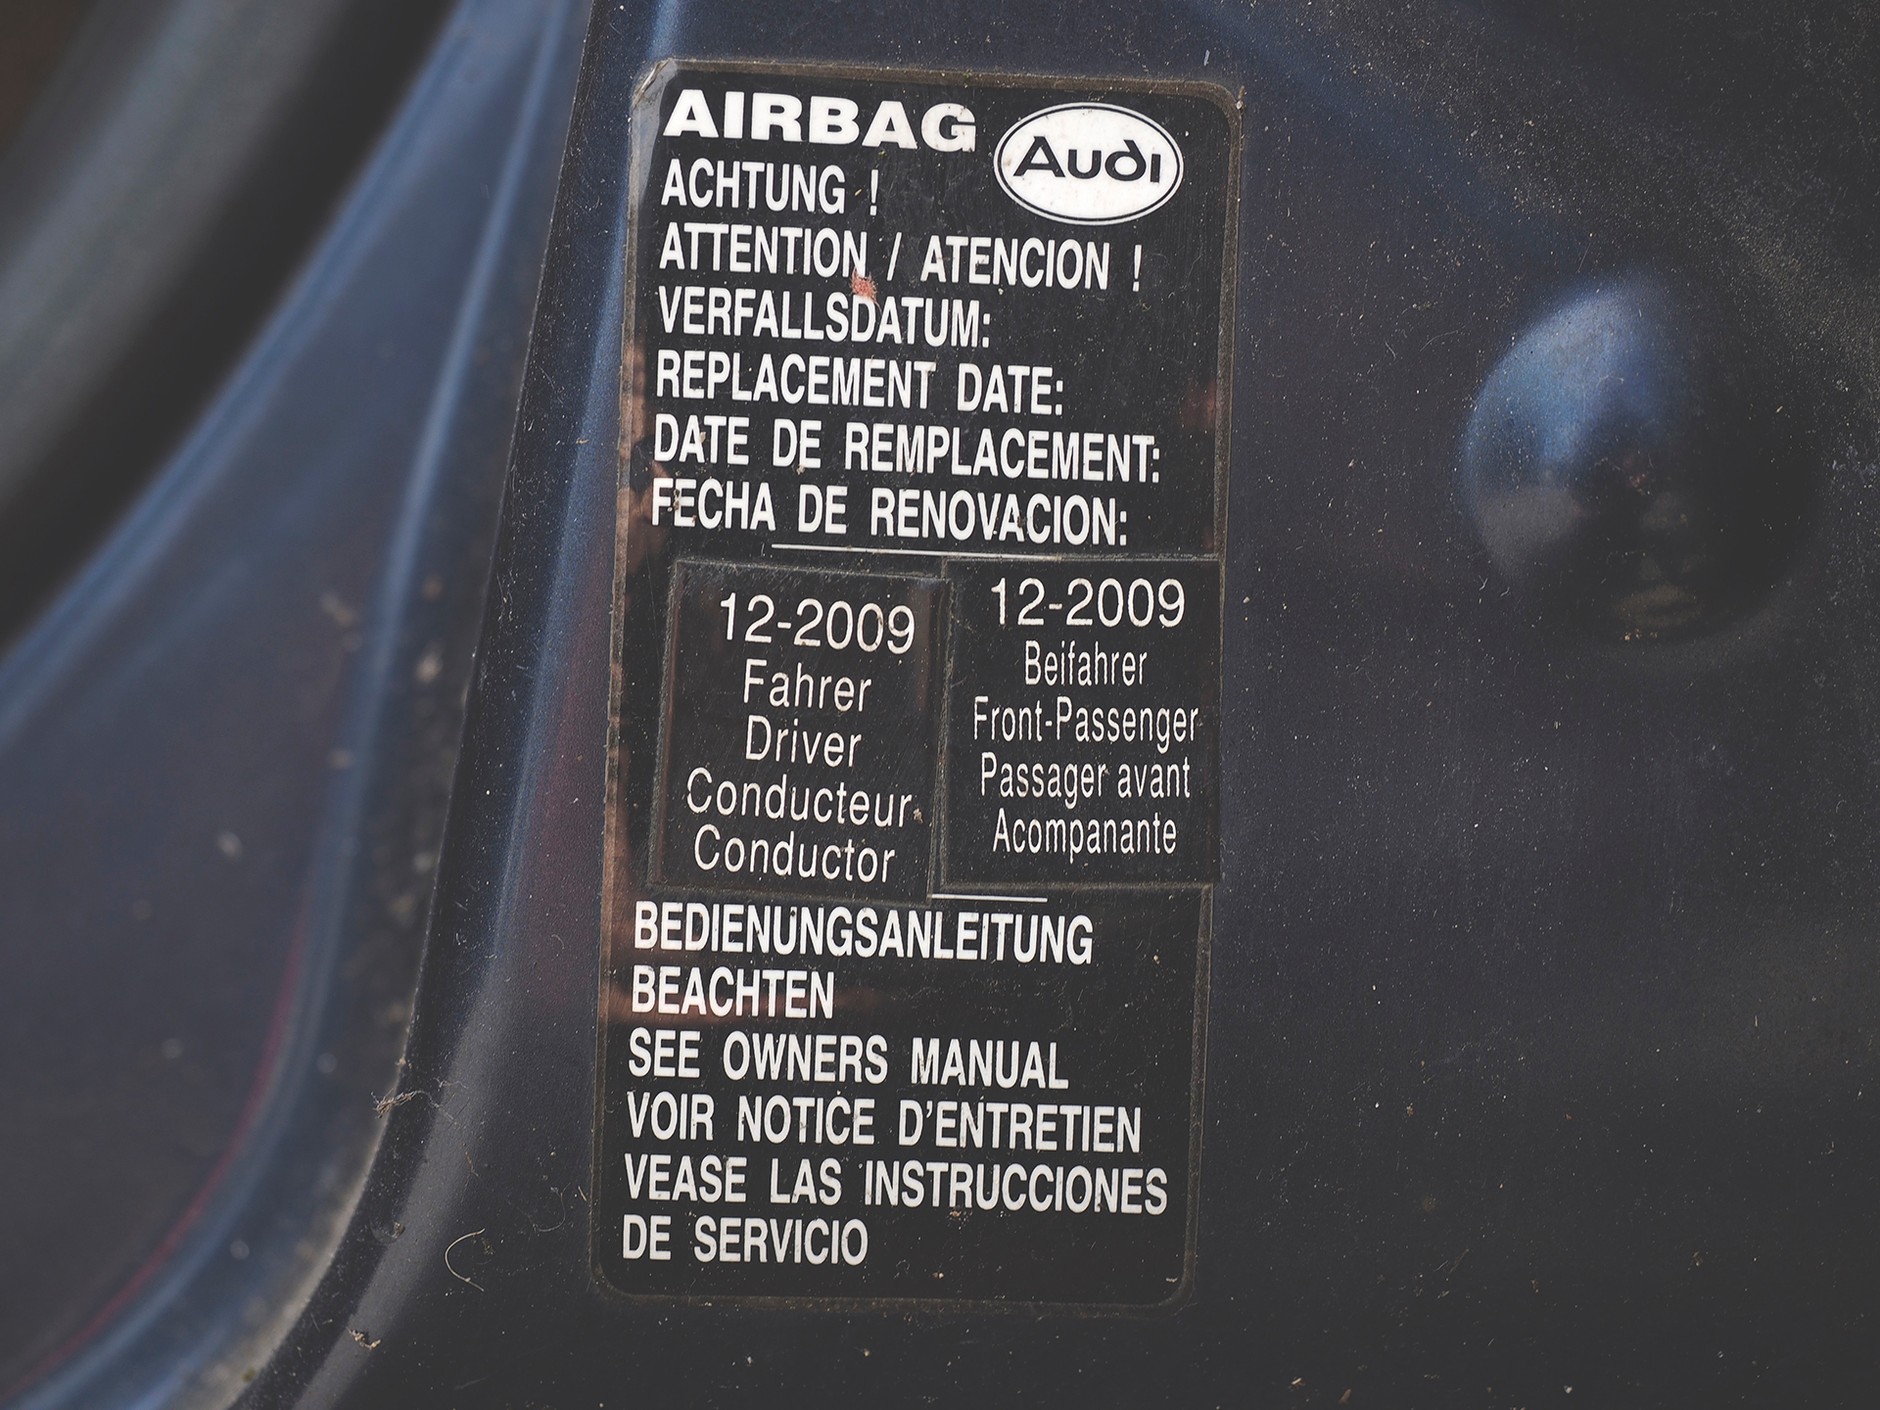 AIRBAG
Audi
ACHTUNG !
ATTENTION / ATENCION !
VERFALLSDATUM:
REPLACEMENT DATE:
DATE DE REMPLACEMENT:
FECHA DE RENOVACION:
12-2009
Fahrer
Driver
Conducteur
Conductor
12-2009
Beifahrer
Front-Passenger
Passager avant
Acompanante
BEDIENUNGSANLEITUNG
BEACHTEN
SEE OWNERS MANUAL
VOIR NOTICE D'ENTRETIEN
VEASE LAS INSTRUCCIONES
DE SERVICIO